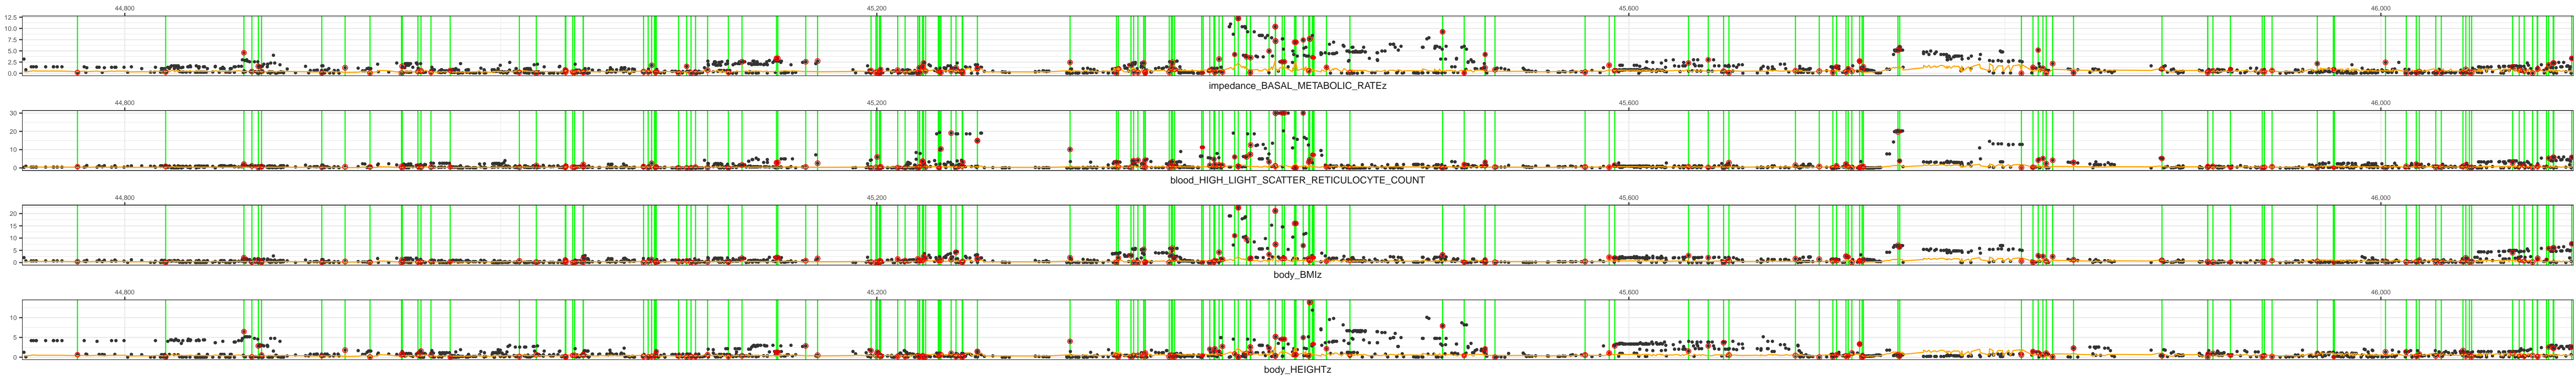 44,800 45,200 45,600 46,000
12.5
10.0
7.5
5.0
2.5
0.0
impedance_BASAL_METABOLIC_RATEz
44,800 45,200 45,600 46,000
30
20
10
0
blood_HIGH_LIGHT_SCATTER_RETICULOCYTE_COUNT
44,800 45,200 45,600 46,000
20
15
10
5
0
body_BMIz
44,800 45,200 45,600 46,000
10
5
0
body_HEIGHTz